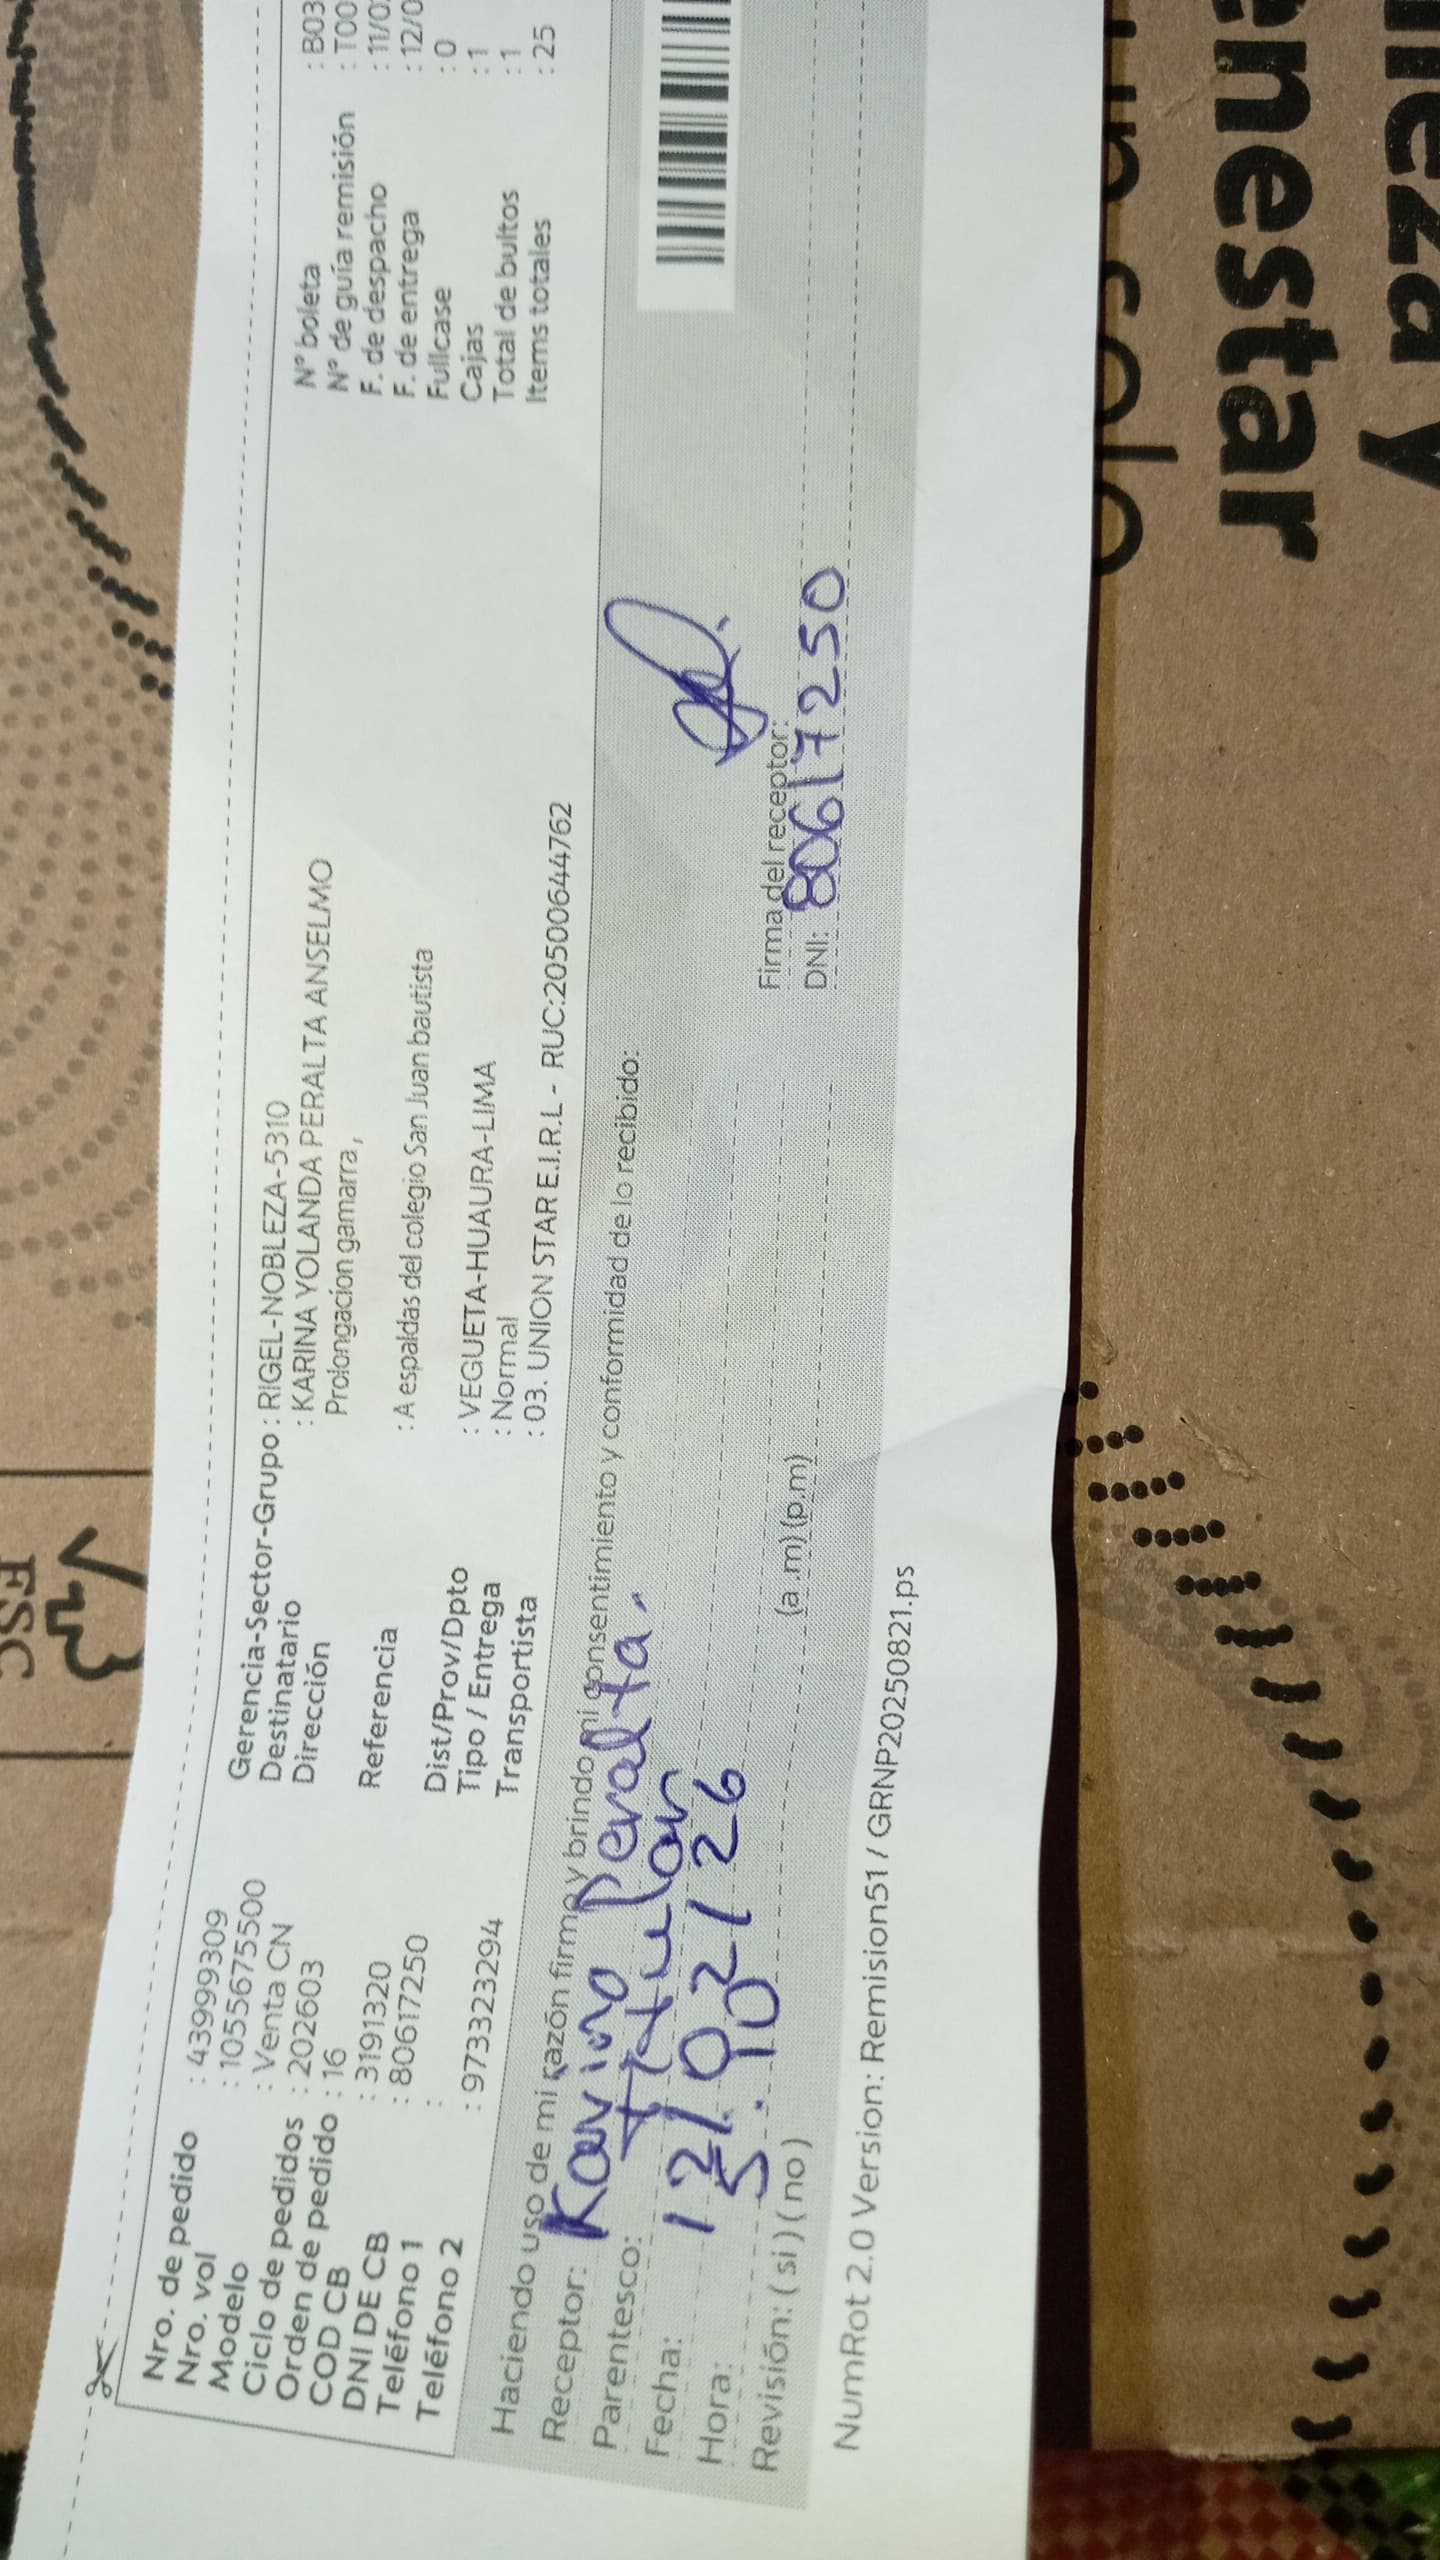 Nro. de pedido : 43999309
Nro. vol : 1055675500
Modelo : Venta CN
Ciclo de pedidos : 202603
Orden de pedido : 16
COD CB : 3191320
DNI DE CB : 80617250
Teléfono 1 :
Teléfono 2 : 973323294
Gerencia-Sector-Grupo : RIGEL-NOBLEZA-5310
Destinatario : KARINA YOLANDA PERALTA ANSELMO
Dirección Prolongacion gamarra,
Referencia : A espaldas del colegio San Juan bautista
Dist/Prov/Dpto : VEGUETA-HUAURA-LIMA
Tipo / Entrega : Normal
Transportista : 03. UNION STAR E.I.R.L - RUC:20500644762
N° boleta : B03
N° de guía remisión : T00
F. de despacho : 11/0
F. de entrega : 12/0
Fullcase : 0
Cajas : 1
Total de bultos : 1
Items totales : 25
Haciendo uso de mi razón firmo y brindo mi consentimiento y conformidad de lo recibido:
Receptor: Karina Peralta.
Parentesco: titular
Fecha: 12/02/26
Hora: 5.10 (a.m) (p.m)
Revisión: ( si ) ( no )
Firma del receptor:
DNI: 80617250
NumRot 2.0 Version: Remision51 / GRNP20250821.ps
enestar
un solo
FSC